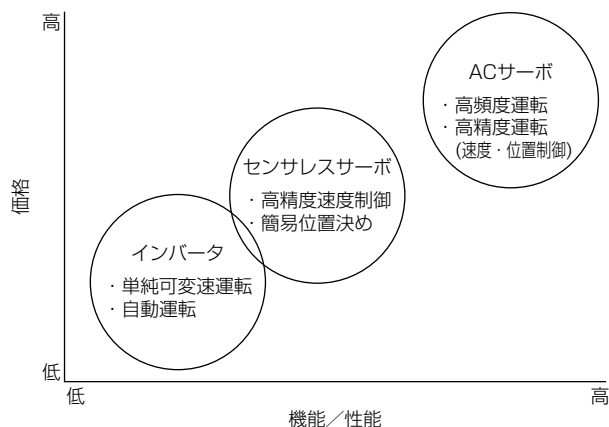 高
ACサーボ
・高頻度運転
・高精度運転
(速度・位置制御)
センサレスサーボ
・高精度速度制御
・簡易位置決め
価格
インバータ
・単純可変速運転
・自動運転
低
低
高
機能／性能